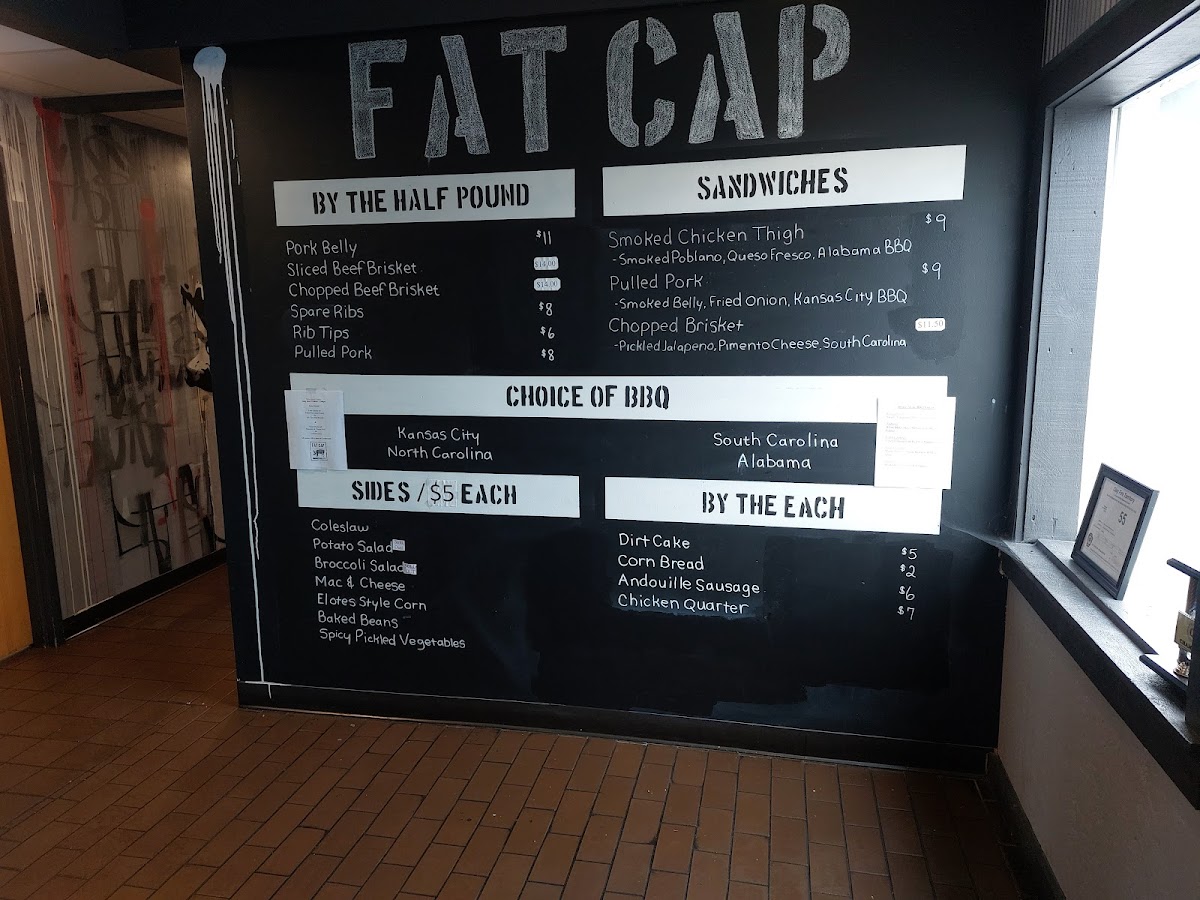 FAT CAP
BY THE HALF POUND
Pork Belly $11
Sliced Beef Brisket $14.00
Chopped Beef Brisket $14.00
Spare Ribs $8
Rib Tips $6
Pulled Pork $8
SANDWICHES
Smoked Chicken Thigh $9
-Smoked Poblano, Queso Fresco, Alabama BBQ
Pulled Pork $9
-Smoked Belly, Fried Onion, Kansas City BBQ
Chopped Brisket $11.50
-Pickled Jalapeno, Pimento Cheese, South Carolina
CHOICE OF BBQ
Kansas City
North Carolina
South Carolina
Alabama
FAT CAP
SIDES / $5 EACH
Coleslaw
Potato Salad
Broccoli Salad
Mac & Cheese
Elotes Style Corn
Baked Beans
Spicy Pickled Vegetables
BY THE EACH
Dirt Cake $5
Corn Bread $2
Andouille Sausage $6
Chicken Quarter $7
55